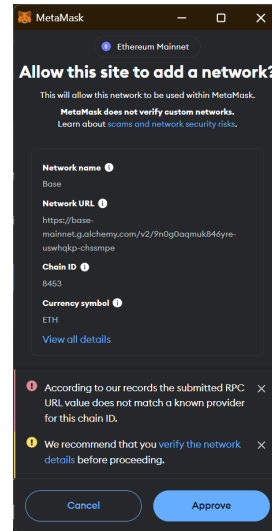 MetaMask
Ethereum Mainnet
Allow this site to add a network?
This will allow this network to be used within MetaMask.
MetaMask does not verify custom networks.
Learn about scams and network security risks.
Network name
Base
Network URL
https://base-
mainnet.g.alchemy.com/v2/9n0g0aqmuk846yre-
uswhqkp-chssmpe
Chain ID
8453
Currency symbol
ETH
View all details
According to our records the submitted RPC
URL value does not match a known provider
for this chain ID.
We recommend that you verify the network
details before proceeding.
Cancel
Approve